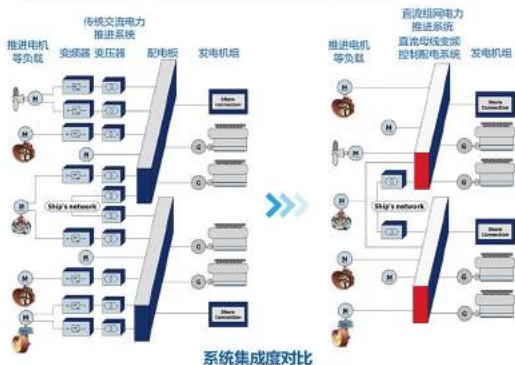 传统交流电力
推进系统
推进电机
等负载
变频器
变压器
配电板
发电机组
直流组网电力
推进系统
推进电机
等负载
直流母线变频
控制配电系统
发电机组
M
Shore
Connection
M
G
M
G
M
Ship's network
M
G
M
G
M
Shore
Connection
M
Shore
Connection
M
G
M
G
M
Ship's network
Shore
Connection
M
G
M
G
M
系统集成度对比